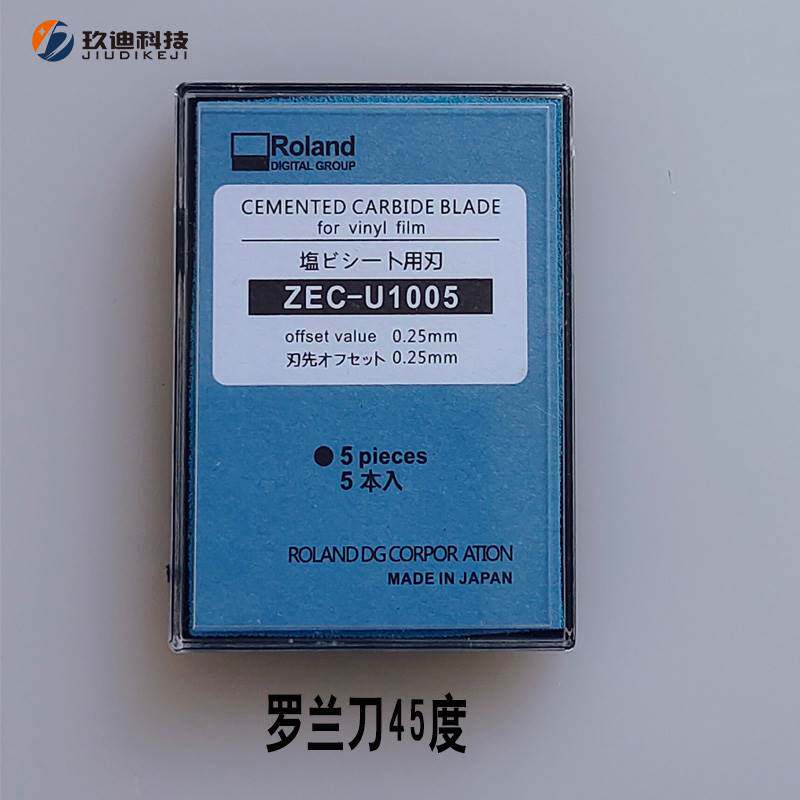 玖迪科技
JIUDIKEJI
Roland
DIGITAL GROUP
CEMENTED CARBIDE BLADE
for vinyl film
塩ビシート用刃
ZEC-U1005
offset value 0.25mm
刃先オフセット 0.25mm
● 5 pieces
5 本入
ROLAND DG CORPOR ATION
MADE IN JAPAN
罗兰刀45度